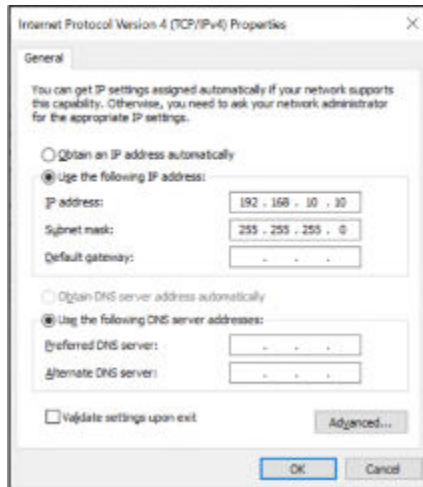 Internet Protocol Version 4 (TCP/IPv4) Properties
General
You can get IP settings assigned automatically if your network supports
this capability. Otherwise, you need to ask your network administrator
for the appropriate IP settings.
Obtain an IP address automatically
Use the following IP address:
IP address: 192 . 168 . 10 . 10
Subnet mask: 255 . 255 . 255 . 0
Default gateway: . . .
Obtain DNS server address automatically
Use the following DNS server addresses:
Preferred DNS server: . . .
Alternate DNS server: . . .
Validate settings upon exit
Advanced...
OK Cancel